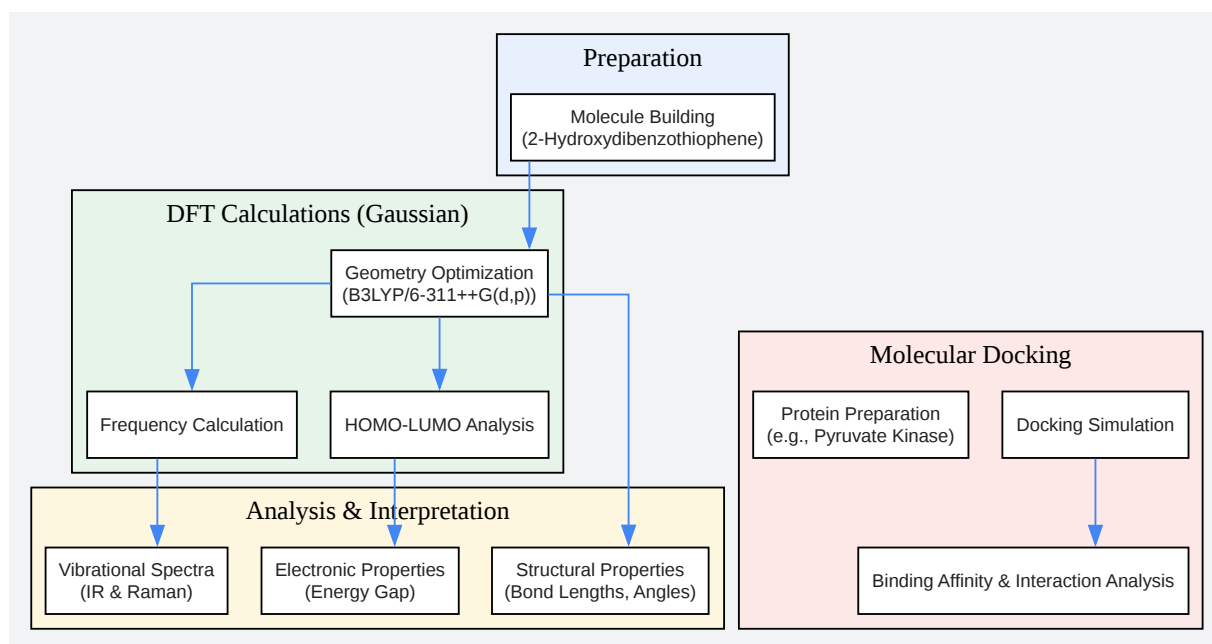 Preparation
Molecule Building
(2-Hydroxydibenzothiophene)
DFT Calculations (Gaussian)
Geometry Optimization
(B3LYP/6-311++G(d,p))
Frequency Calculation
HOMO-LUMO Analysis
Analysis & Interpretation
Vibrational Spectra
(IR & Raman)
Electronic Properties
(Energy Gap)
Structural Properties
(Bond Lengths, Angles)
Molecular Docking
Protein Preparation
(e.g., Pyruvate Kinase)
Docking Simulation
Binding Affinity & Interaction Analysis